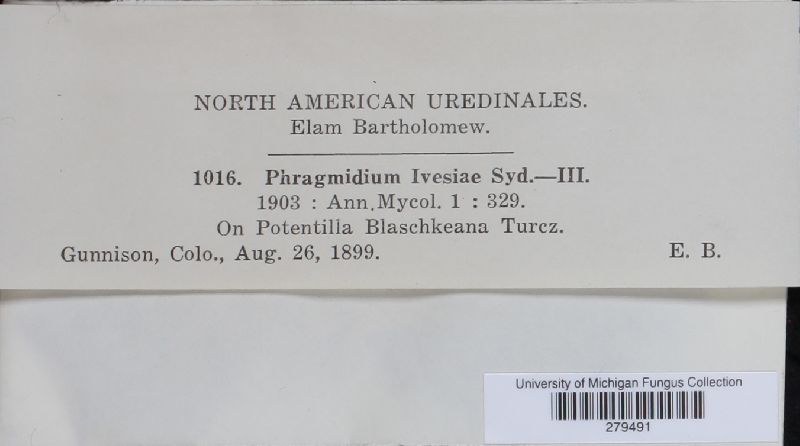 NORTH AMERICAN UREDINALES.
Elam Bartholomew.
1016. Phragmidium Ivesiae Syd.—III.
1903 : Ann. Mycol. 1 : 329.
On Potentilla Blaschkeana Turcz.
Gunnison, Colo., Aug. 26, 1899. E. B.
University of Michigan Fungus Collection
279491